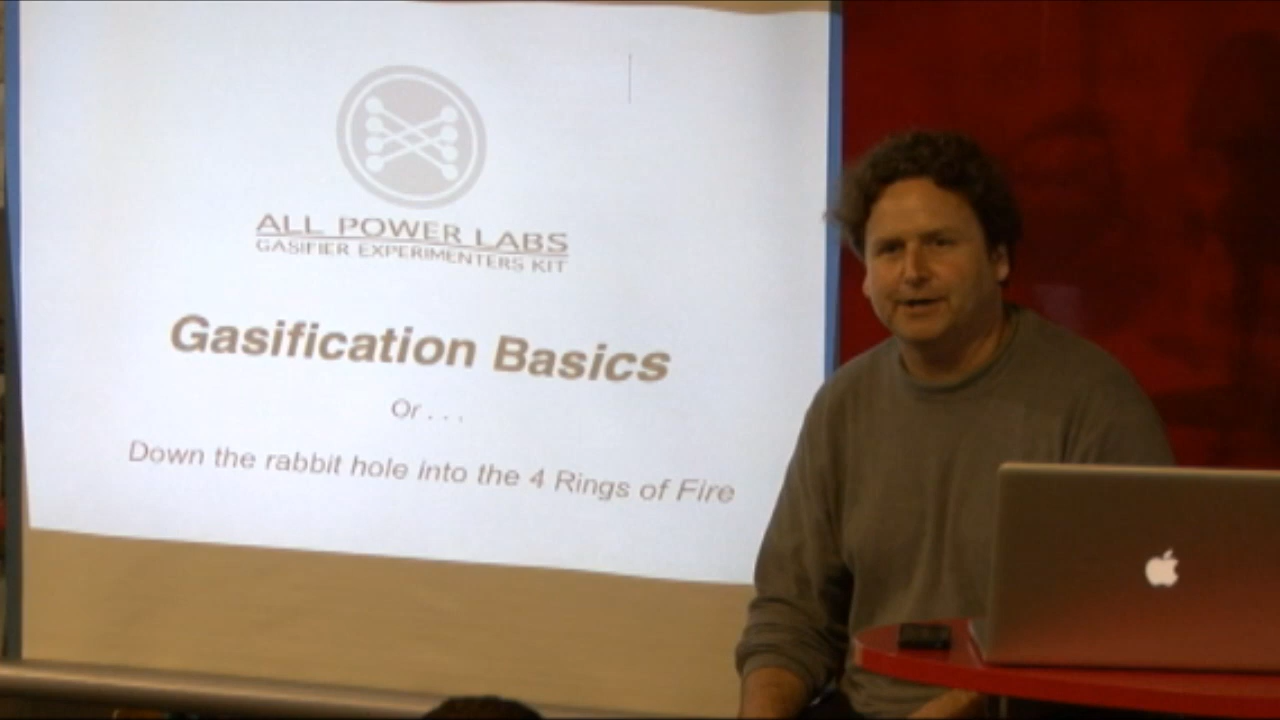 ALL POWER LABS
GASIFIER EXPERIMENTERS KIT
Gasification Basics
Or . . .
Down the rabbit hole into the 4 Rings of Fire